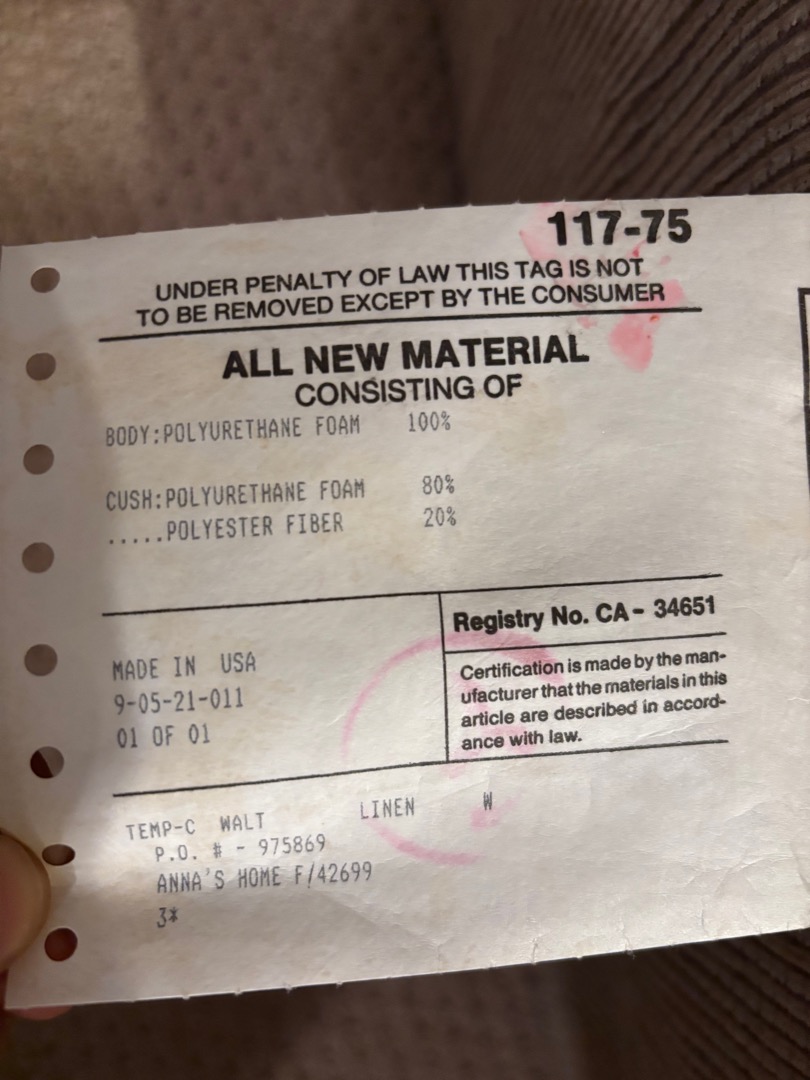 117-75
UNDER PENALTY OF LAW THIS TAG IS NOT
TO BE REMOVED EXCEPT BY THE CONSUMER
ALL NEW MATERIAL
CONSISTING OF
BODY:POLYURETHANE FOAM 100%
CUSH:POLYURETHANE FOAM 80%
.....POLYESTER FIBER 20%
Registry No. CA - 34651
Certification is made by the man-
ufacturer that the materials in this
article are described in accord-
ance with law.
MADE IN USA
9-05-21-011
01 OF 01
TEMP-C WALT LINEN W
P.O. # - 975869
ANNA'S HOME F/42699
3*